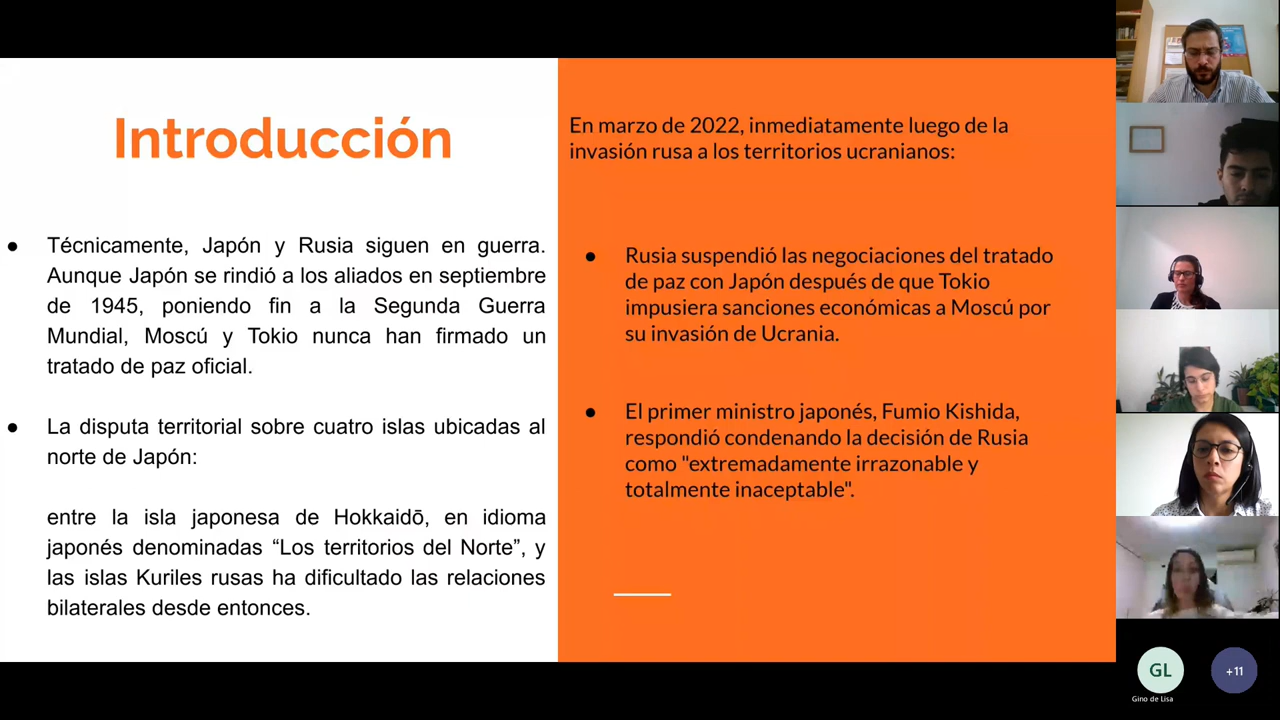 Introducción
● Técnicamente, Japón y Rusia siguen en guerra.
Aunque Japón se rindió a los aliados en septiembre
de 1945, poniendo fin a la Segunda Guerra
Mundial, Moscú y Tokio nunca han firmado un
tratado de paz oficial.
● La disputa territorial sobre cuatro islas ubicadas al
norte de Japón:
entre la isla japonesa de Hokkaidō, en idioma
japonés denominadas “Los territorios del Norte”, y
las islas Kuriles rusas ha dificultado las relaciones
bilaterales desde entonces.
En marzo de 2022, inmediatamente luego de la
invasión rusa a los territorios ucranianos:
● Rusia suspendió las negociaciones del tratado
de paz con Japón después de que Tokio
impusiera sanciones económicas a Moscú por
su invasión de Ucrania.
● El primer ministro japonés, Fumio Kishida,
respondió condenando la decisión de Rusia
como "extremadamente irrazonable y
totalmente inaceptable".
GL
Gino de Lisa
+11